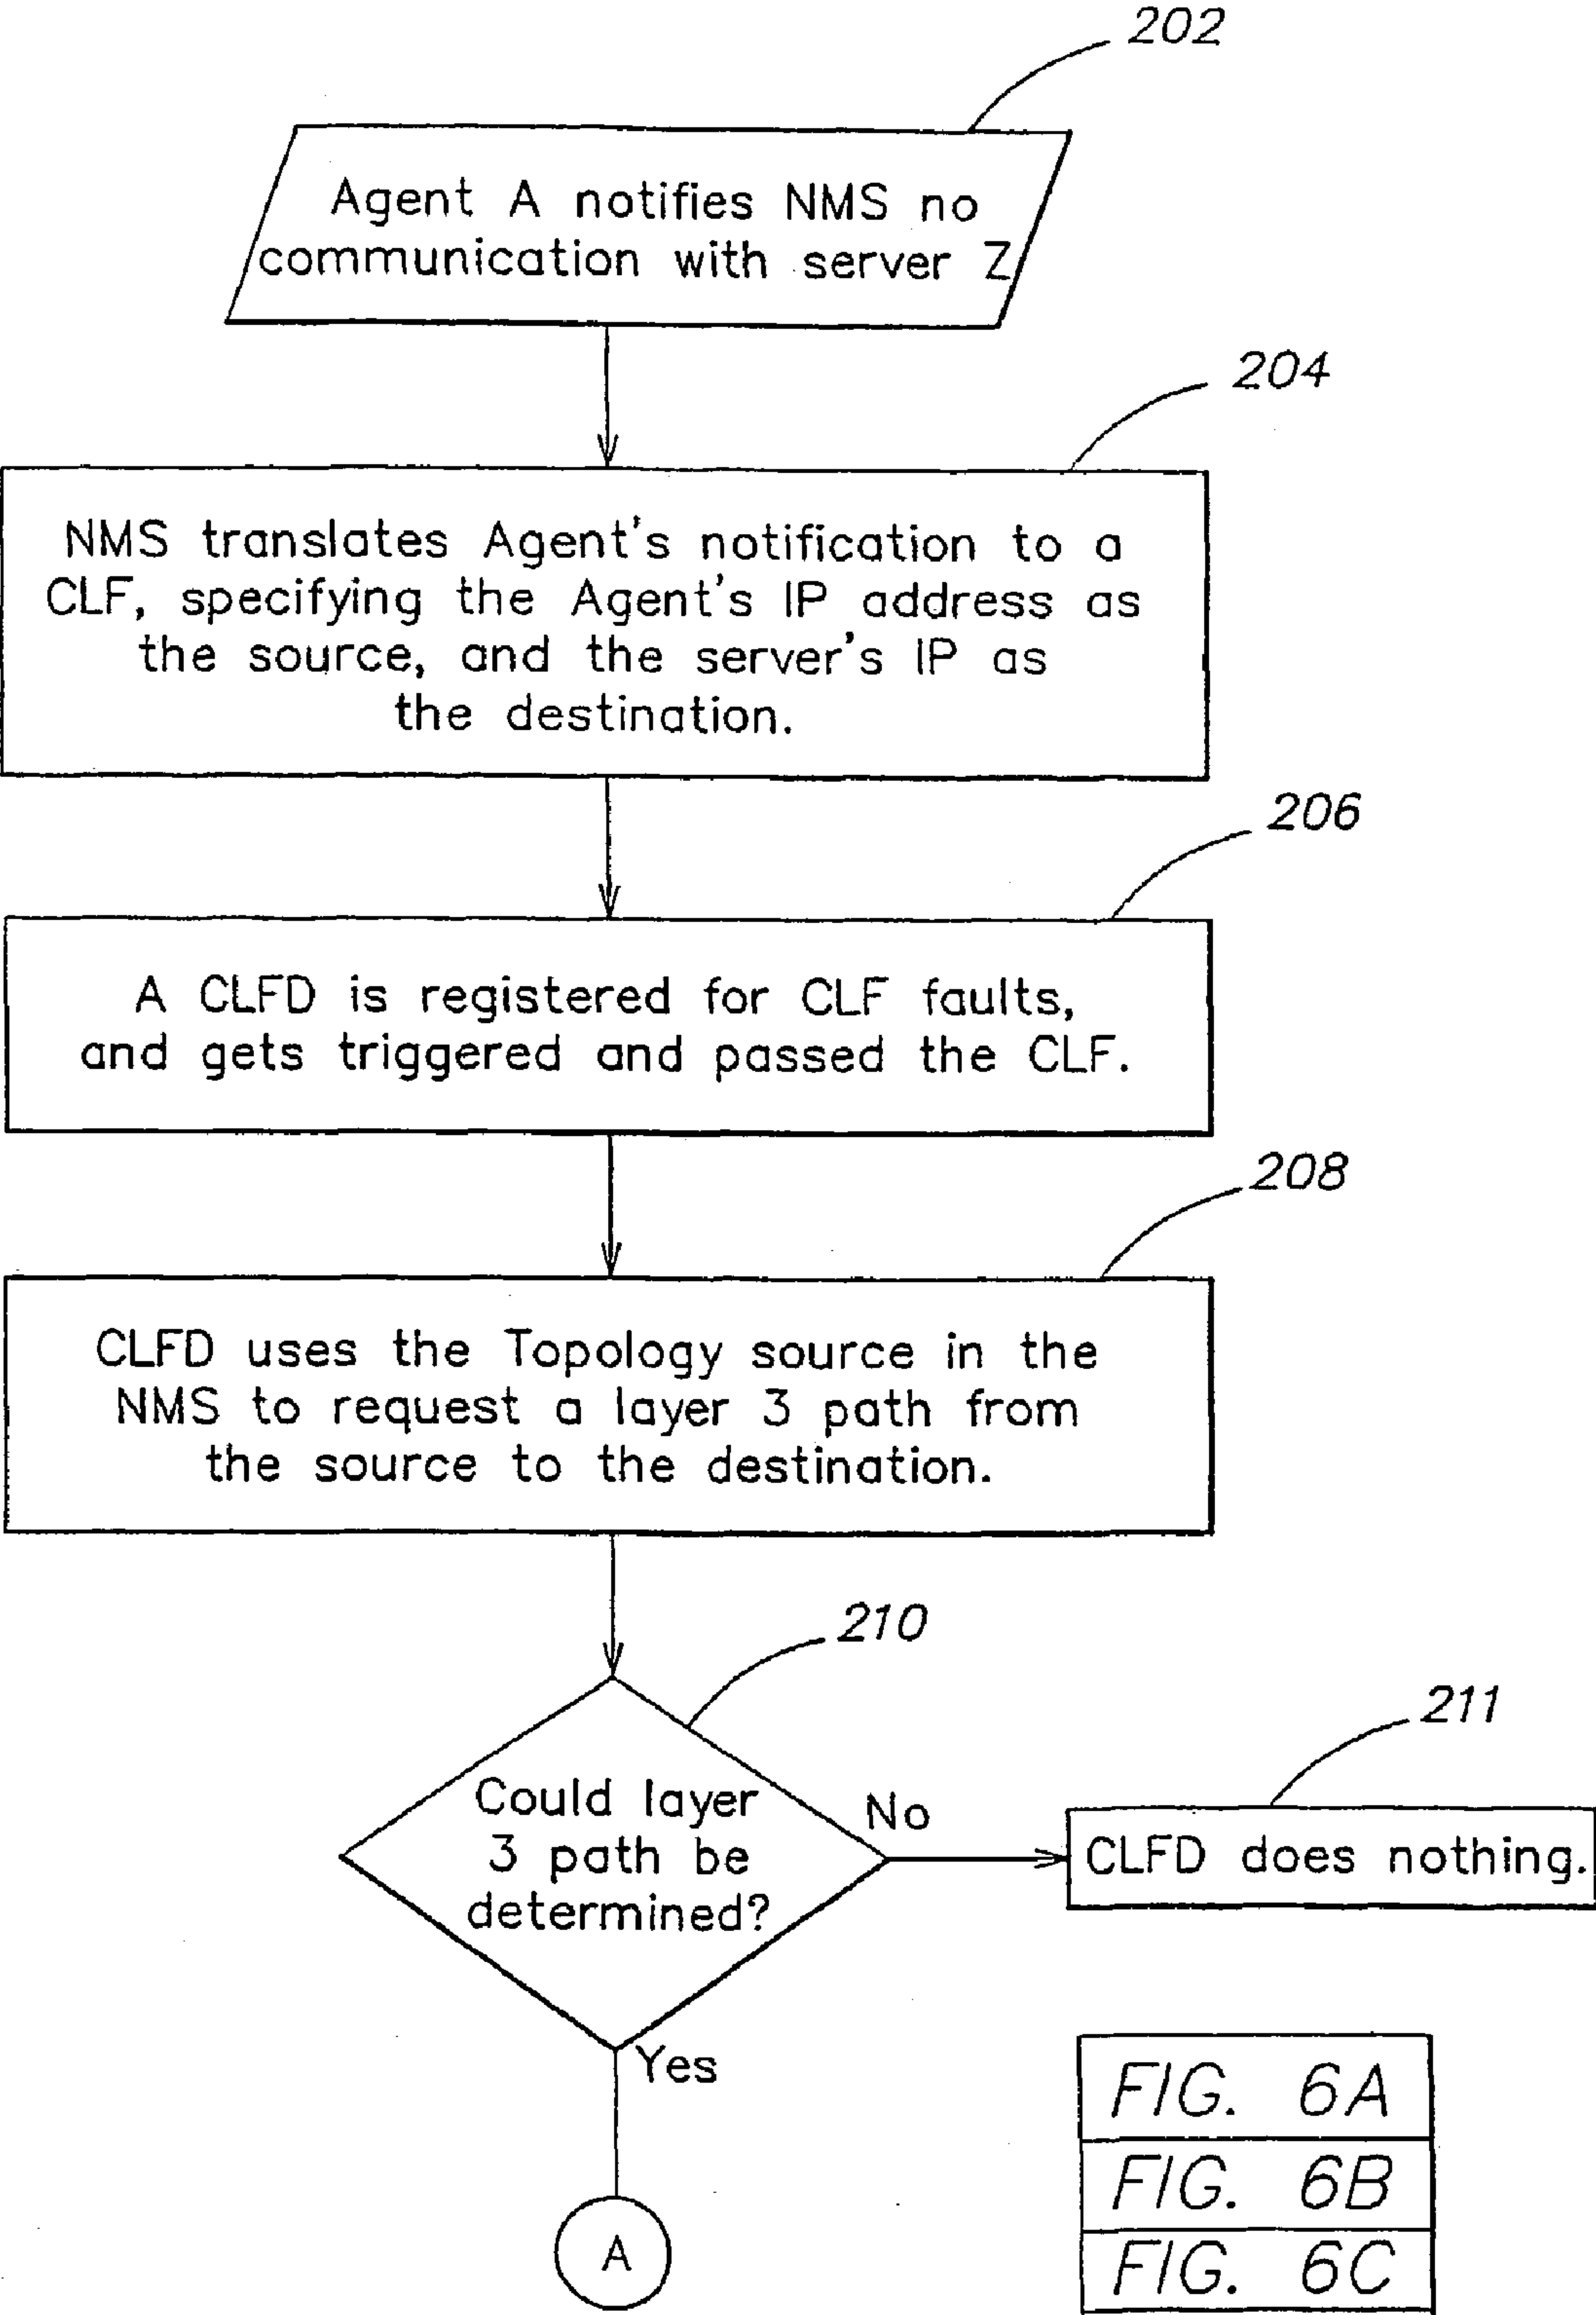 202
Agent A notifies NMS no
communication with server Z
204
NMS translates Agent's notification to a
CLF, specifying the Agent's IP address as
the source, and the server's IP as
the destination.
206
A CLFD is registered for CLF faults,
and gets triggered and passed the CLF.
208
CLFD uses the Topology source in the
NMS to request a layer 3 path from
the source to the destination.
210
Could layer
3 path be
determined?
No
211
CLFD does nothing.
Yes
A
FIG. 6A
FIG. 6B
FIG. 6C